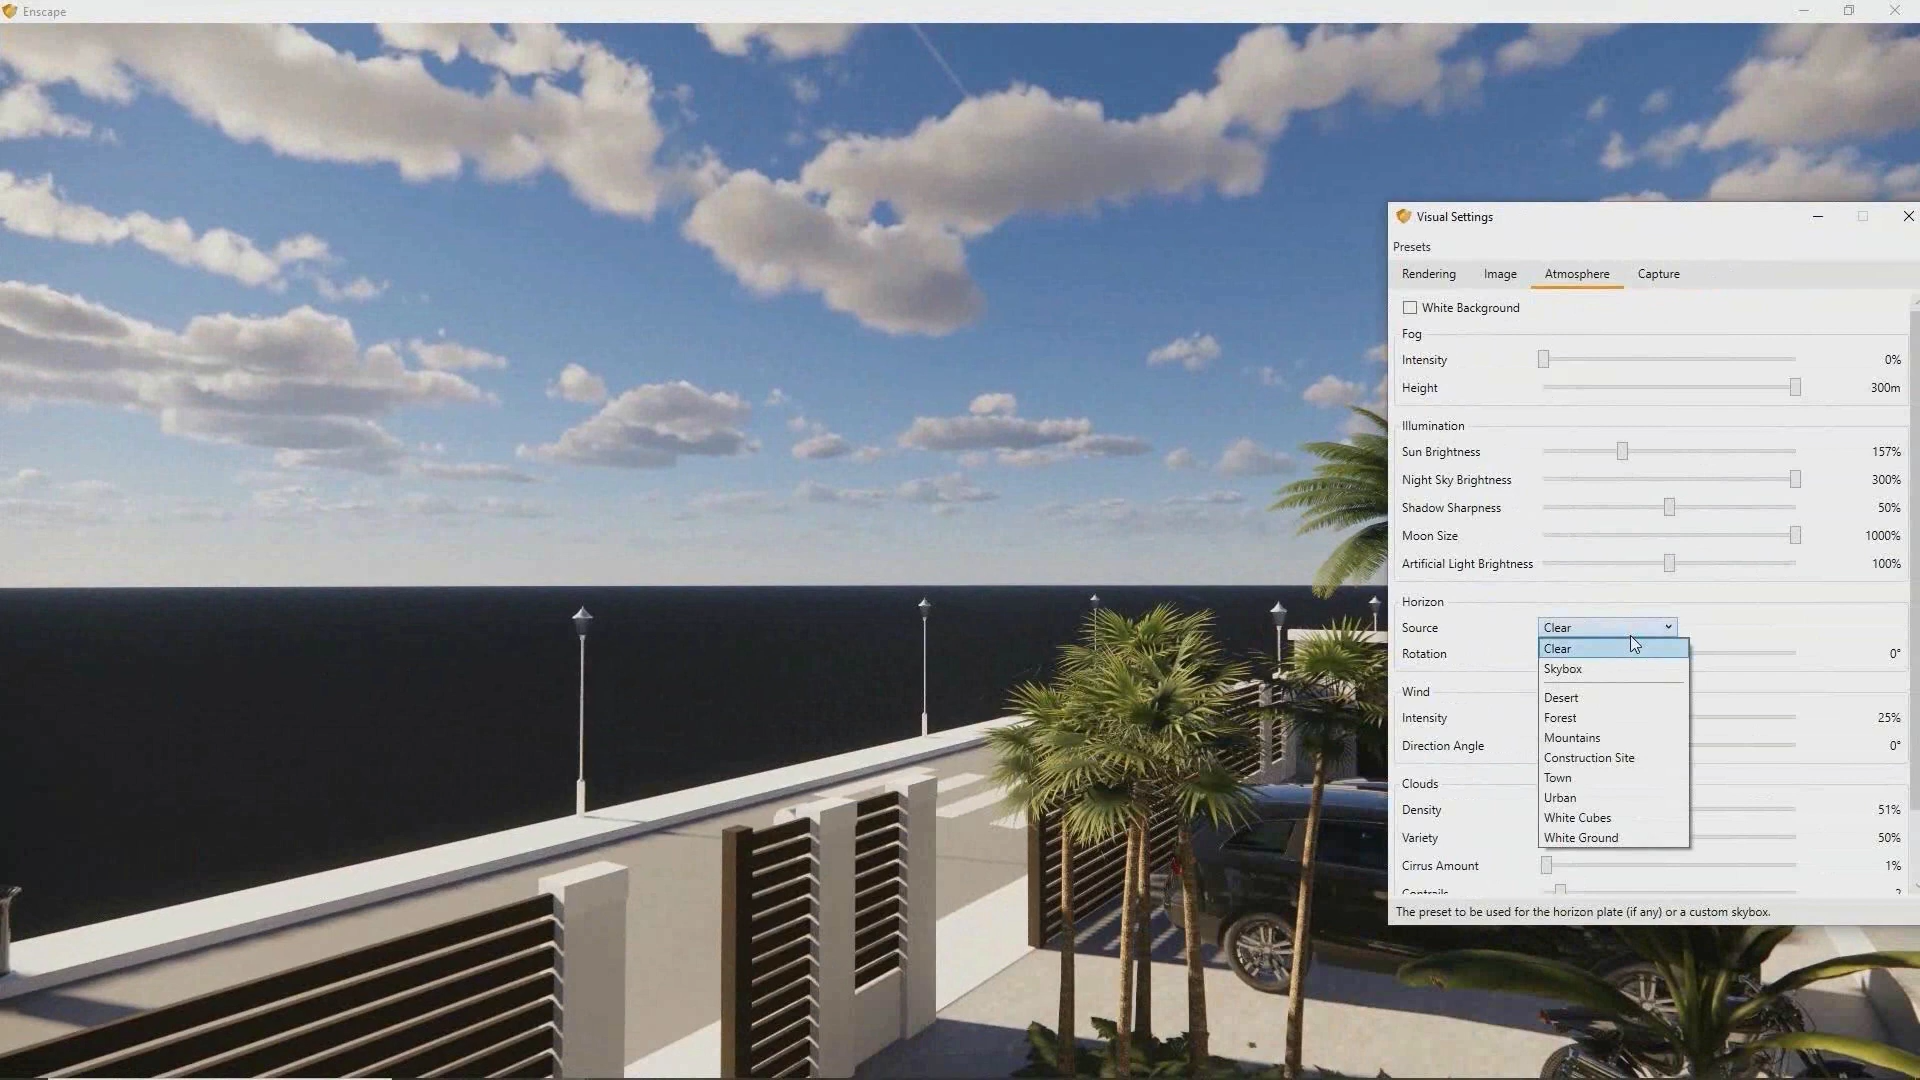 Enscape
Visual Settings
Presets
Rendering Image Atmosphere Capture
White Background
Fog
Intensity 0%
Height 300m
Illumination
Sun Brightness 157%
Night Sky Brightness 300%
Shadow Sharpness 50%
Moon Size 1000%
Artificial Light Brightness 100%
Horizon
Source Clear
Clear
Rotation 0°
Skybox
Wind
Desert
Intensity Forest 25%
Direction Angle Mountains 0°
Construction Site
Clouds Town
Density Urban 51%
Variety White Cubes 50%
White Ground
Cirrus Amount 1%
Contrails 2
The preset to be used for the horizon plate (if any) or a custom skybox.